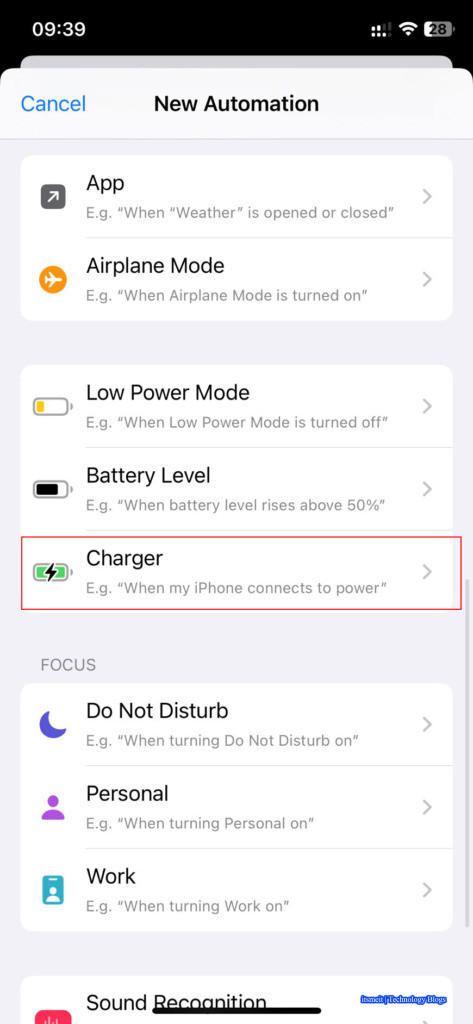 09:39
28
Cancel
New Automation
App
E.g. “When “Weather” is opened or closed”
Airplane Mode
E.g. “When Airplane Mode is turned on”
Low Power Mode
E.g. “When Low Power Mode is turned off”
Battery Level
E.g. “When battery level rises above 50%”
Charger
E.g. “When my iPhone connects to power”
FOCUS
Do Not Disturb
E.g. “When turning Do Not Disturb on”
Personal
E.g. “When turning Personal on”
Work
E.g. “When turning Work on”
Sound Recognition
itsmeit | Technology Blogs